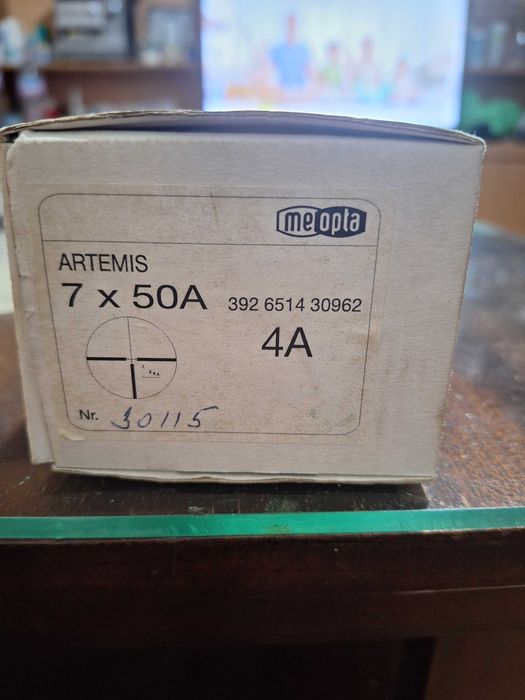 meopta
ARTEMIS
7 x 50A 392 6514 30962
4A
Nr. 30115